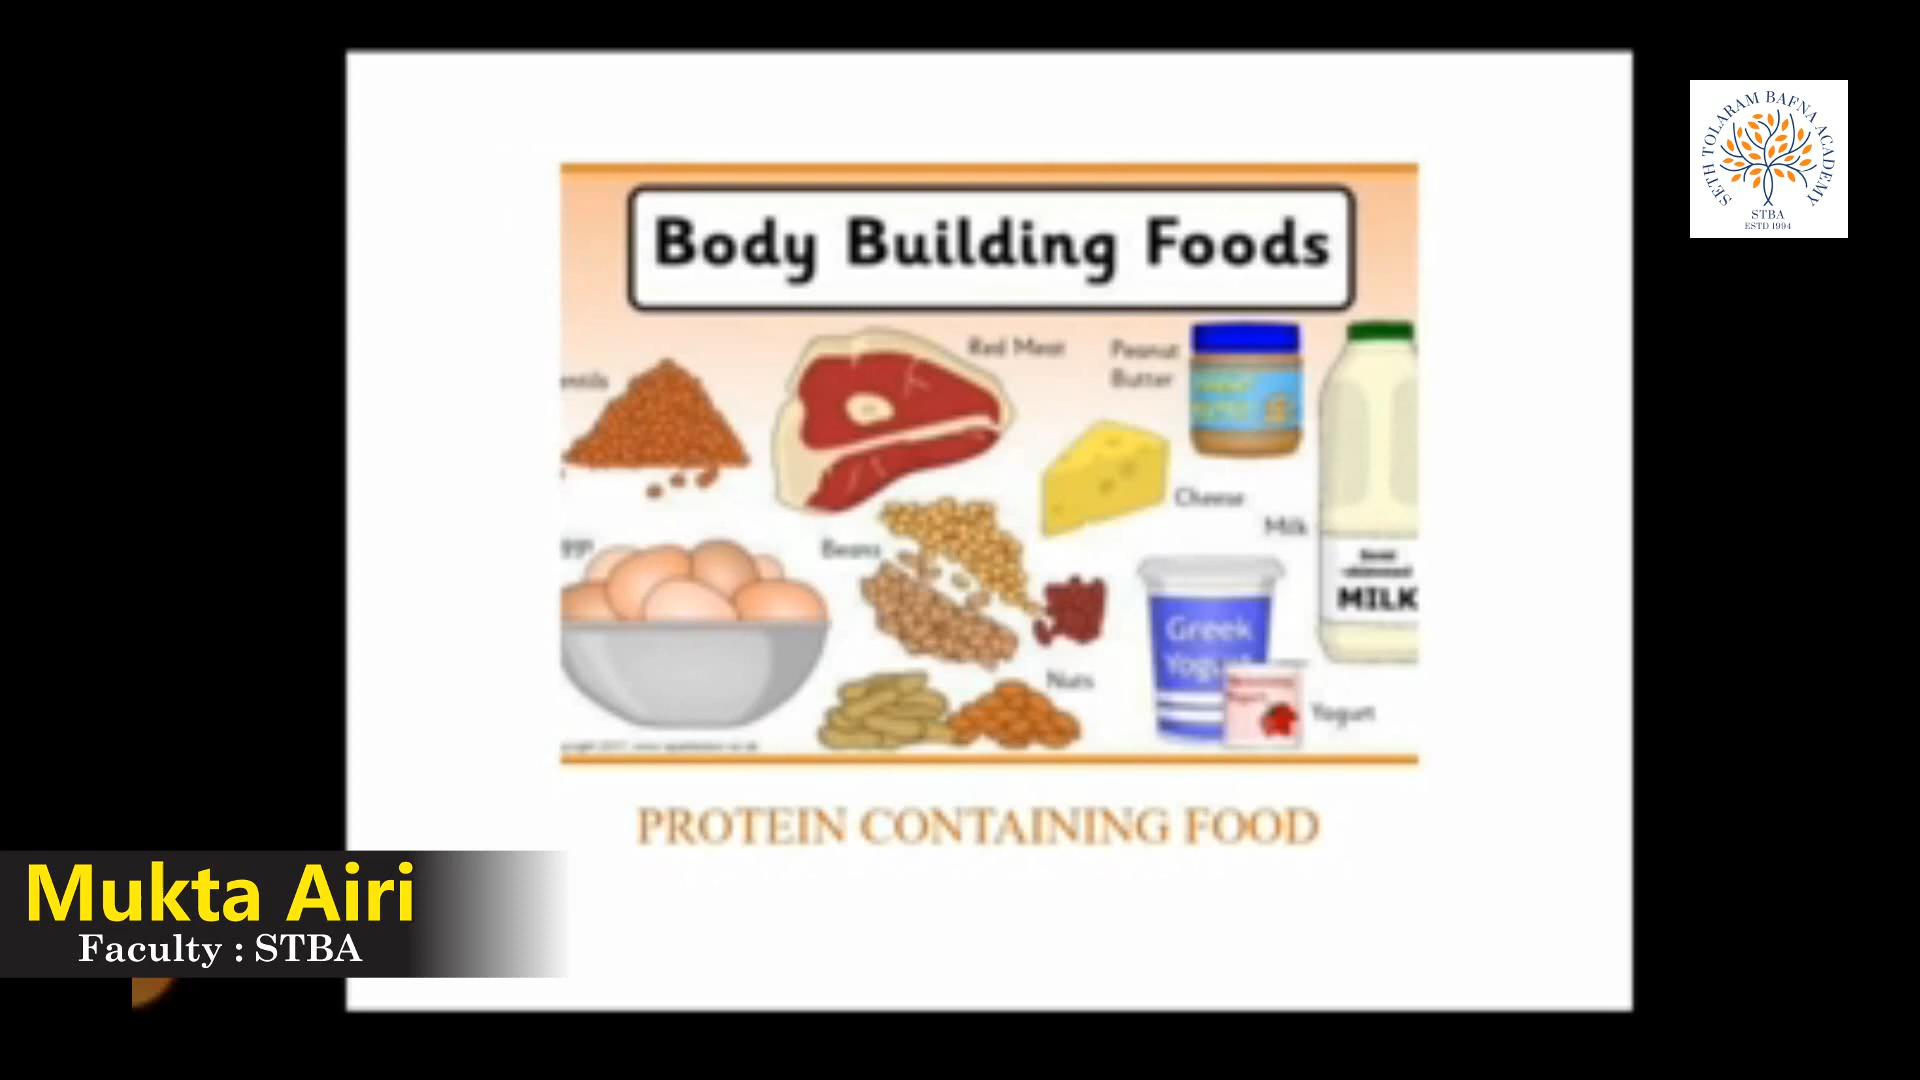 SETH TOLARAM BAFNA ACADEMY
STBA
ESTD 1994
Body Building Foods
Red Meat
Peanut
Butter
entils
Cheese
Milk
Beans
MILK
Greek
Nuts
Yogurt
PROTEIN CONTAINING FOOD
Mukta Airi
Faculty : STBA